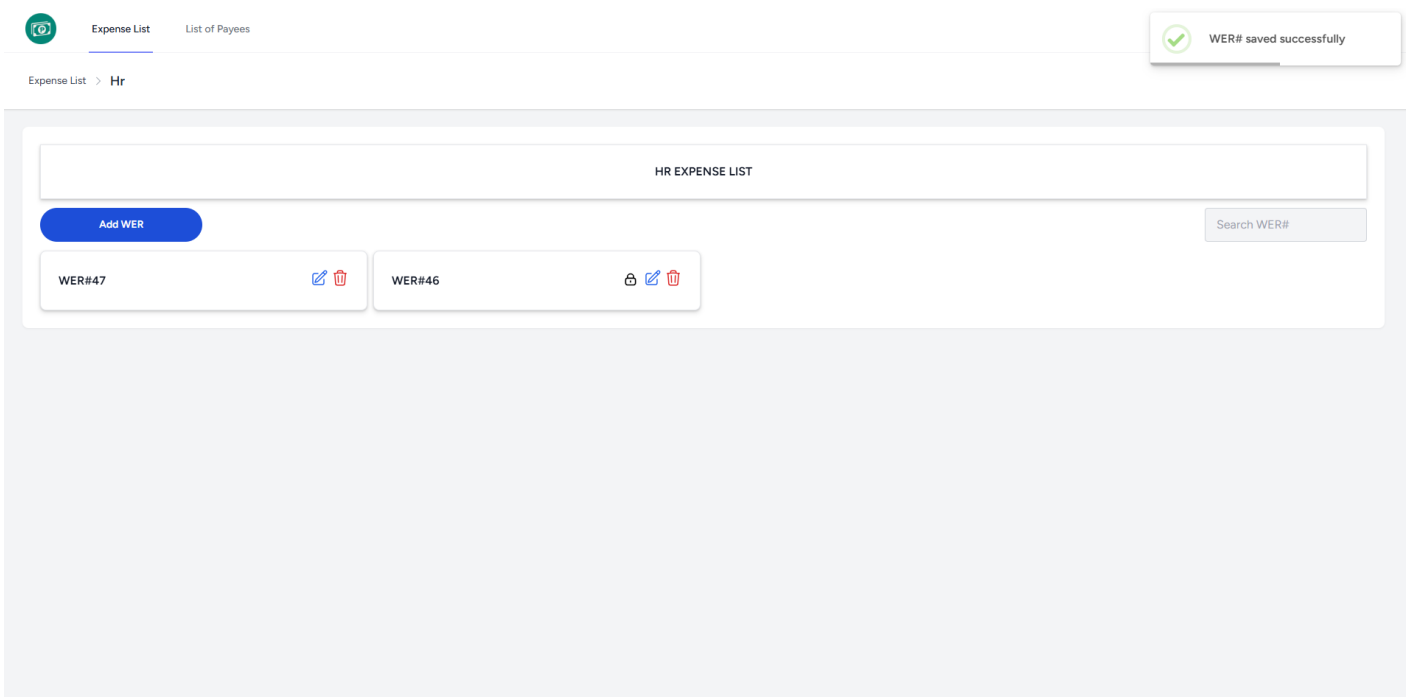 Expense List
List of Payees
WER# saved successfully
Expense List > Hr
HR EXPENSE LIST
Add WER
Search WER#
WER#47
WER#46